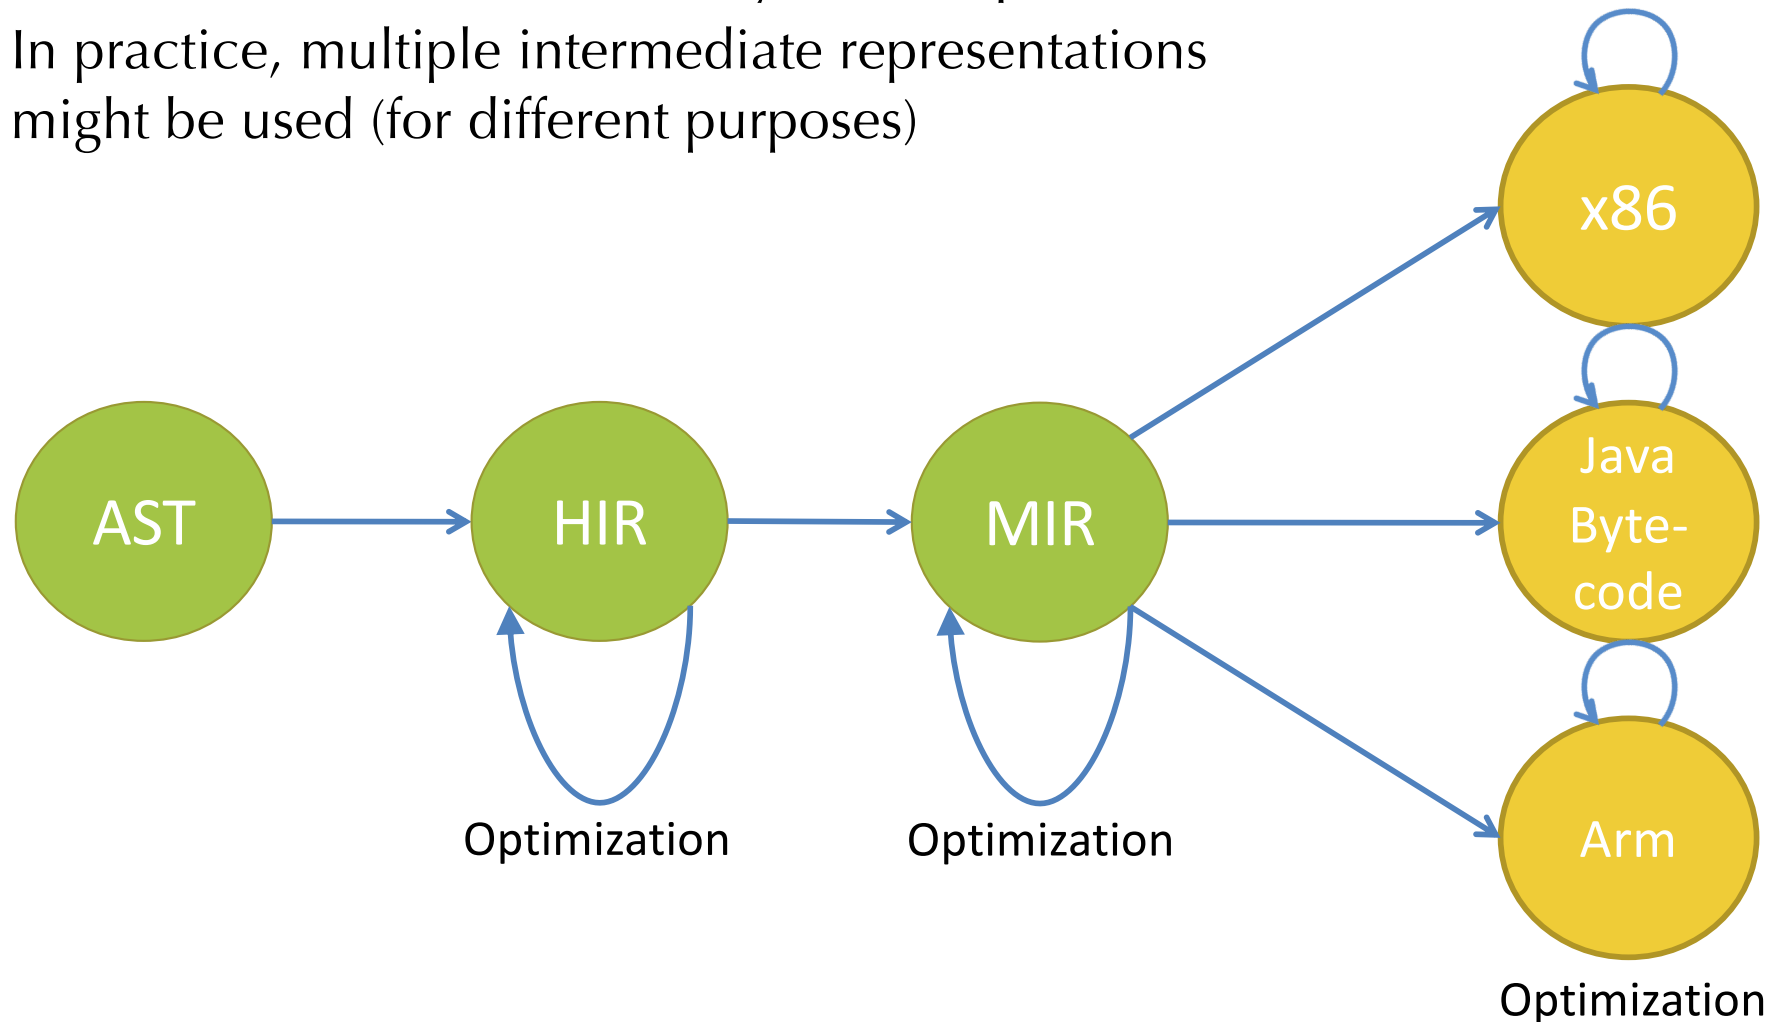 In practice, multiple intermediate representations
might be used (for different purposes)
x86
AST
HIR
MIR
Java
Byte-
code
Optimization
Optimization
Arm
Optimization